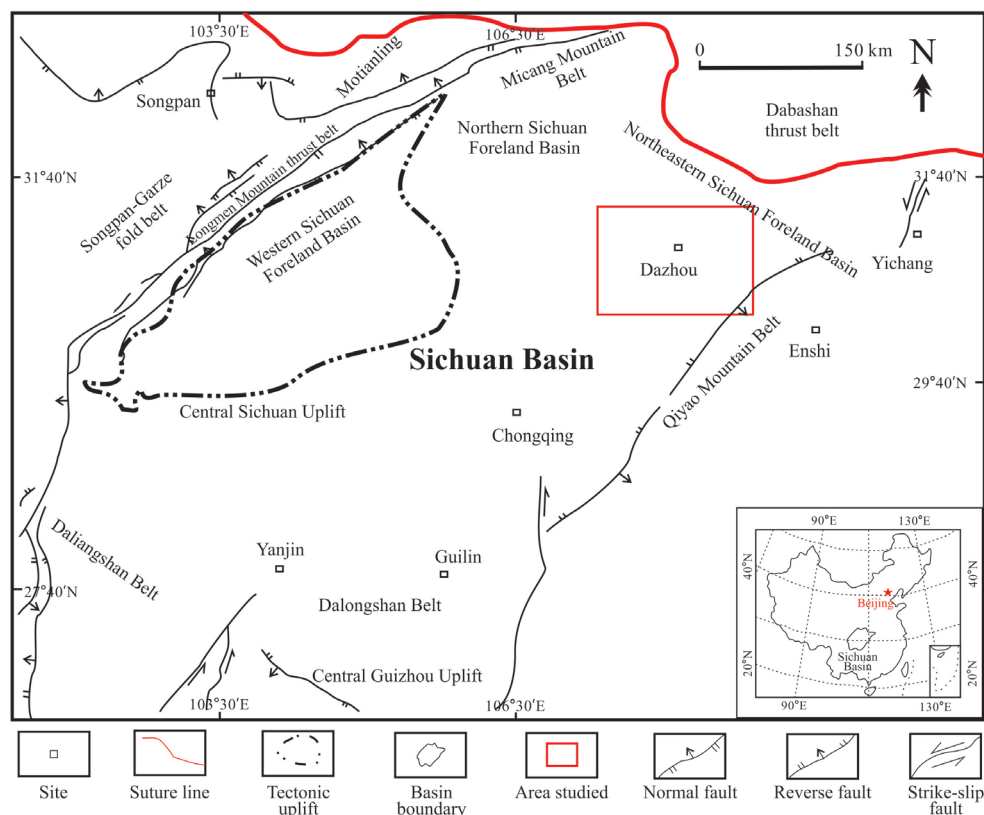 103°30′E
106°30′E
0
150 km
N
Motianling
Micang Mountain
Belt
Songpan
Dabashan
thrust belt
Northern Sichuan
Foreland Basin
Longmen Mountain thrust belt
Northeastern Sichuan Foreland Basin
31°40′N
31°40′N
Songpan-Garze
fold belt
Western Sichuan
Foreland Basin
Yichang
Dazhou
Enshi
Sichuan Basin
29°40′N
Qiyao Mountain Belt
Central Sichuan Uplift
Chongqing
Daliangshan Belt
Yanjin
Guilin
27°40′N
Dalongshan Belt
Central Guizhou Uplift
103°30′E
106°30′E
90°E
130°E
40°N
40°N
Beijing
Sichuan
Basin
20°N
20°N
90°E
130°E
Site
Suture line
Tectonic
uplift
Basin
boundary
Area studied
Normal fault
Reverse fault
Strike-slip
fault